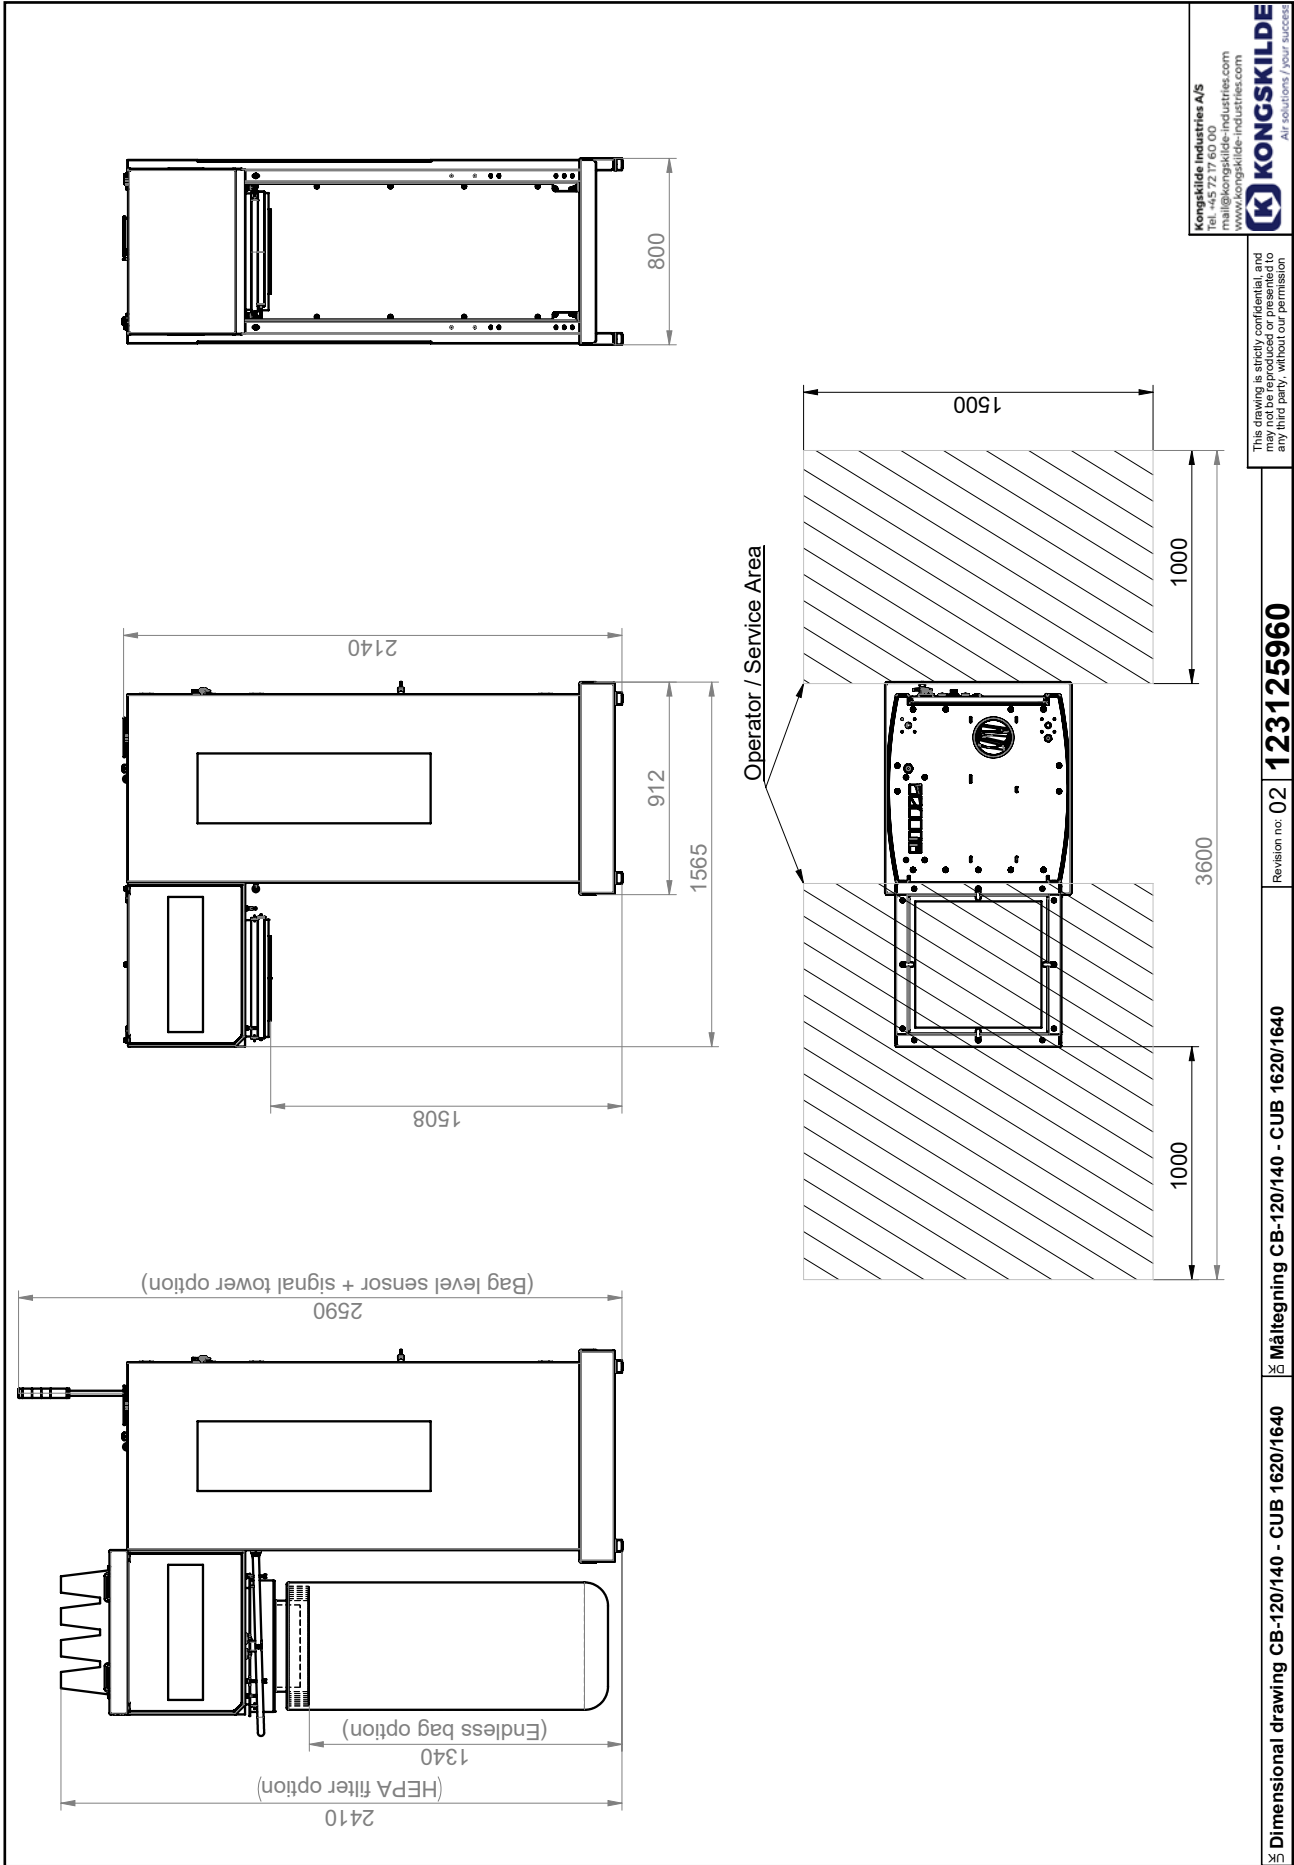 (Bag level sensor + signal tower option)
2590
(Endless bag option)
1340
(HEPA filter option)
2410
2140
912
1565
1508
800
Operator / Service Area
1500
1000
3600
1000
UK Dimensional drawing CB-120/140 - CUB 1620/1640
DK Måltegning CB-120/140 - CUB 1620/1640
Revision no: 02
123125960
This drawing is strictly confidential, and
may not be reproduced or presented to
any third party, without our permission
Kongskilde Industries A/S
Tel. +45 72 17 60 00
mail@kongskilde-industries.com
www.kongskilde-industries.com
K KONGSKILDE
Air solutions / your success